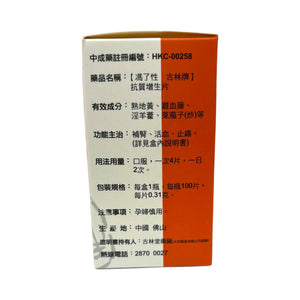 中成藥註冊編號：HKC-00258
藥品名稱：【馮了性 古林牌】
抗質增生片
有效成分：熟地黃、雞血藤、
淫羊藿、萊菔子(炒)等
功能主治：補腎、活血、止痛。
(詳見盒內說明書)
用法用量：口服，一次4片，一日
2次。
包裝規格：每盒1瓶，每瓶100片，
每片0.31克。
注意事項：孕婦慎用
生產地：中國 佛山
證明書持有人：古林堂藥廠
熱線電話：2870 0027